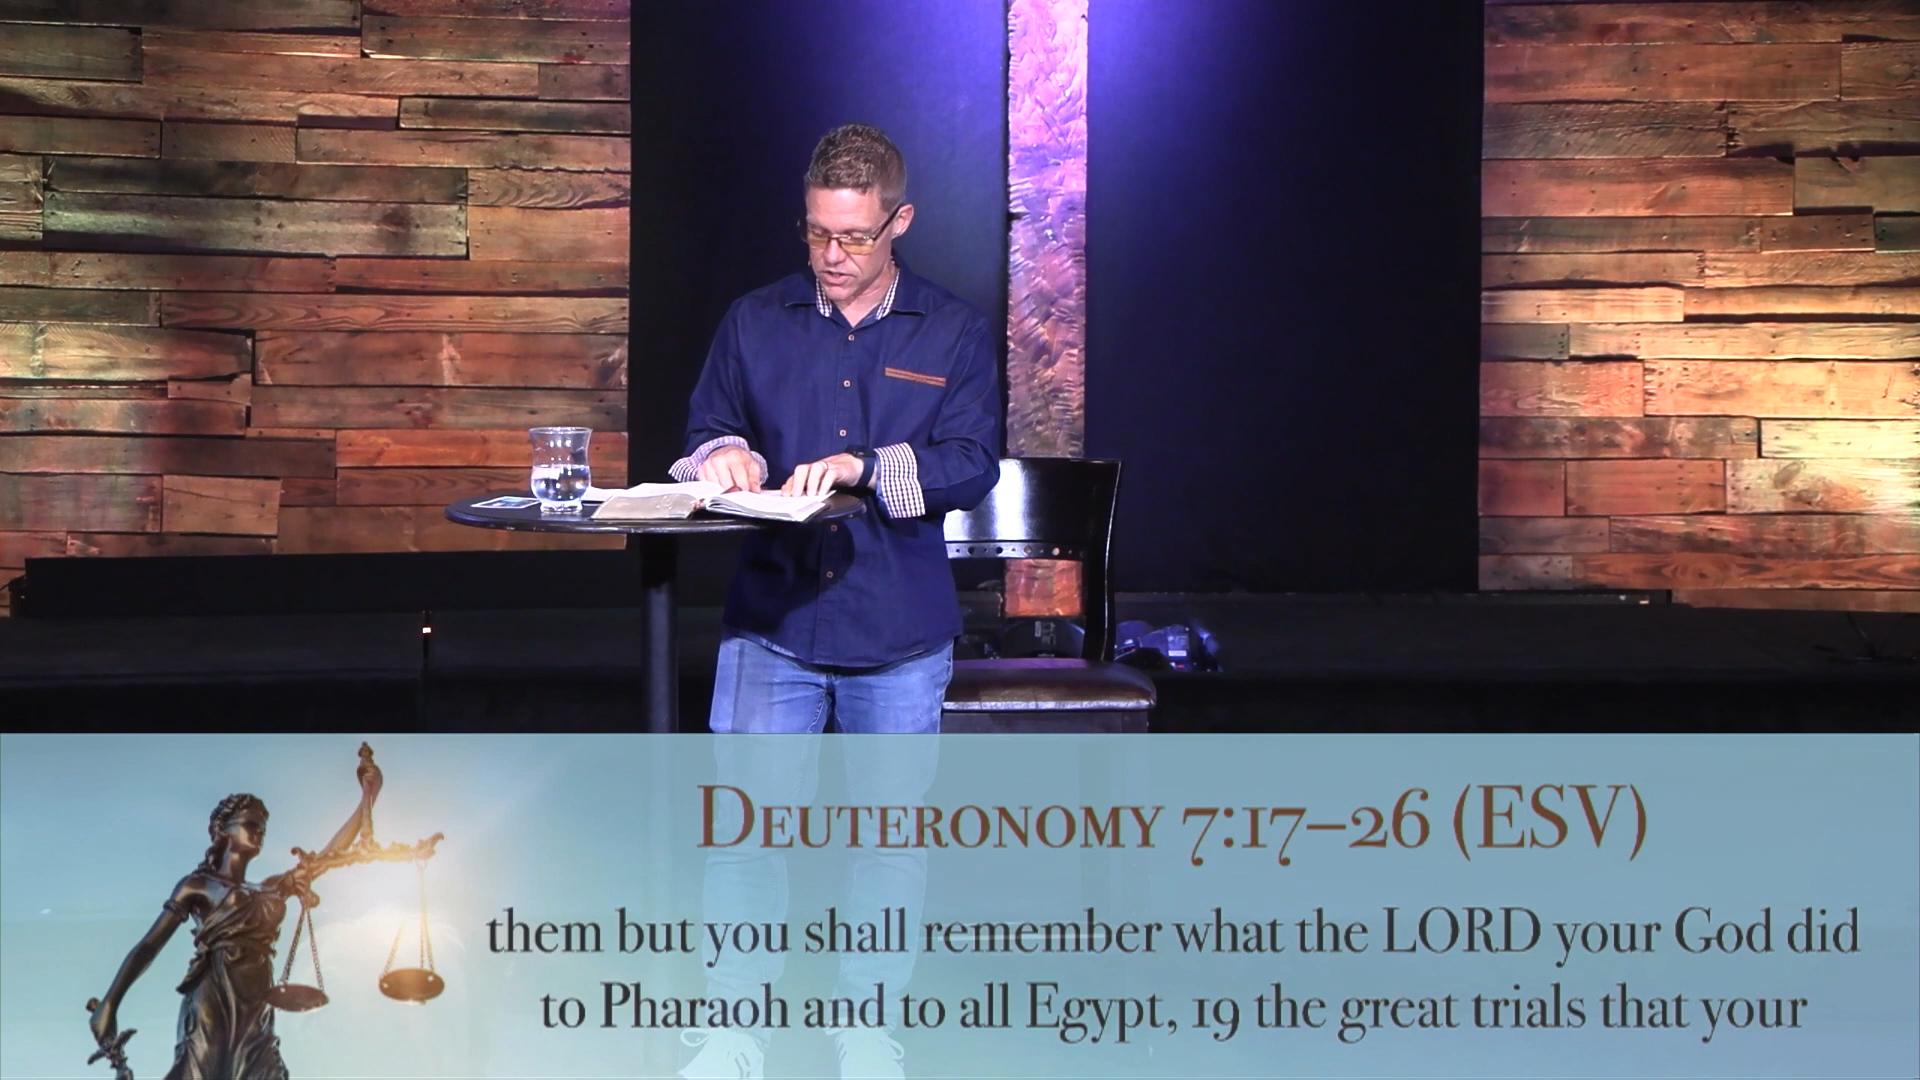 Deuteronomy 7:17–26 (ESV)
them but you shall remember what the LORD your God did
to Pharaoh and to all Egypt, 19 the great trials that your